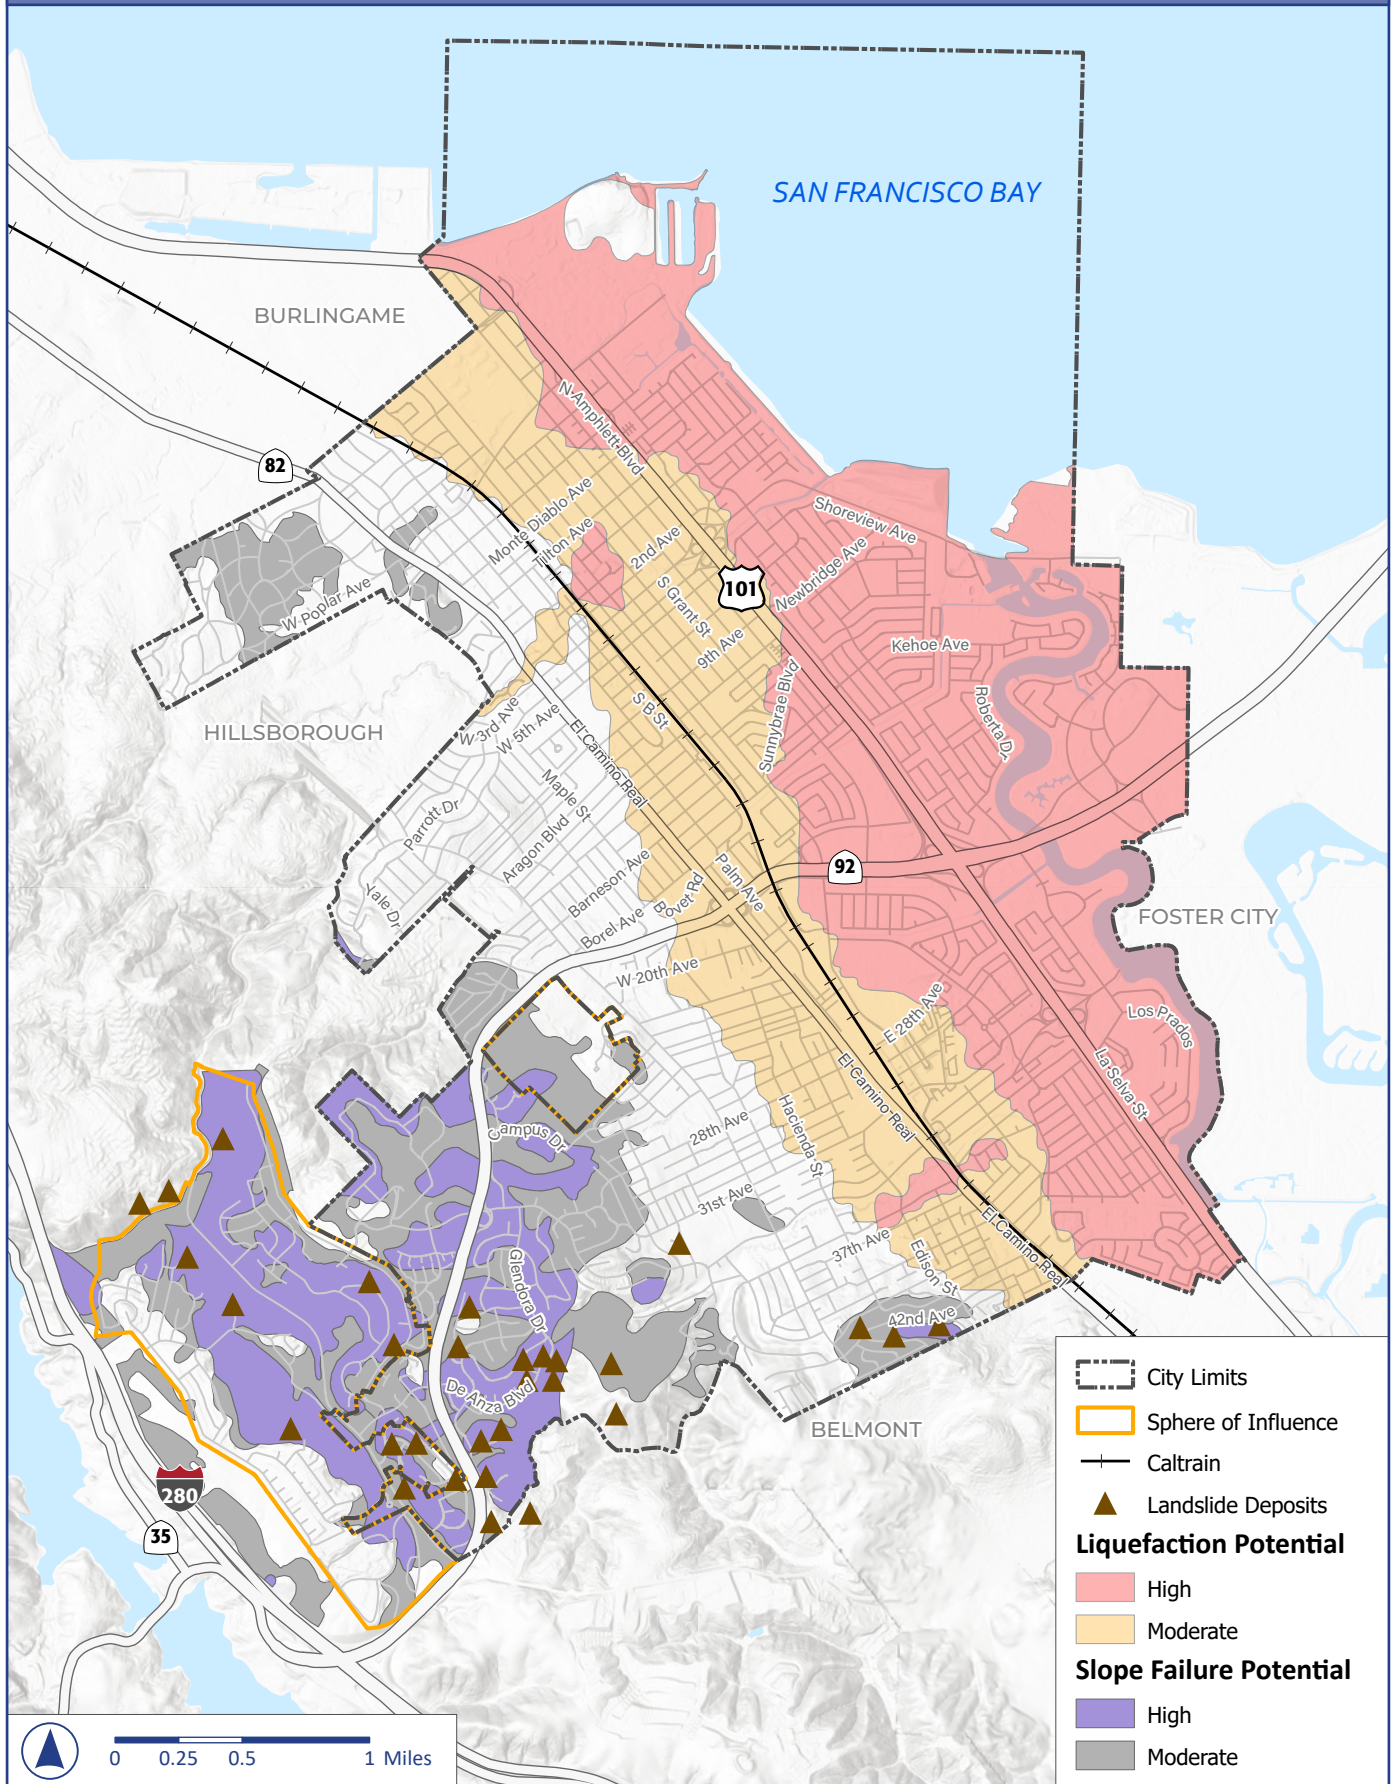 SAN FRANCISCO BAY
BURLINGAME
N Amphlett Blvd
82
Monte Diablo Ave
Tilton Ave
2nd Ave
Shoreview Ave
101
Newbridge Ave
S Grant St
W Poplar Ave
9th Ave
Kehoe Ave
Sunnybrae Blvd
Roberta Dr
S B St
HILLSBOROUGH
W 3rd Ave
W 5th Ave
El Camino Real
Maple St
Parrott Dr
Aragon Blvd
92
Barneson Ave
Palm Ave
Bovet Rd
Yale Dr
Borel Ave
FOSTER CITY
W 20th Ave
E 28th Ave
Los Prados
La Selva St
El Camino Real
Campus Dr
28th Ave
Hacienda St
31st Ave
37th Ave
El Camino Real
Edison St
Glendora Dr
42nd Ave
De Anza Blvd
BELMONT
280
35
City Limits
Sphere of Influence
Caltrain
Landslide Deposits
Liquefaction Potential
High
Moderate
Slope Failure Potential
High
Moderate
0 0.25 0.5 1 Miles